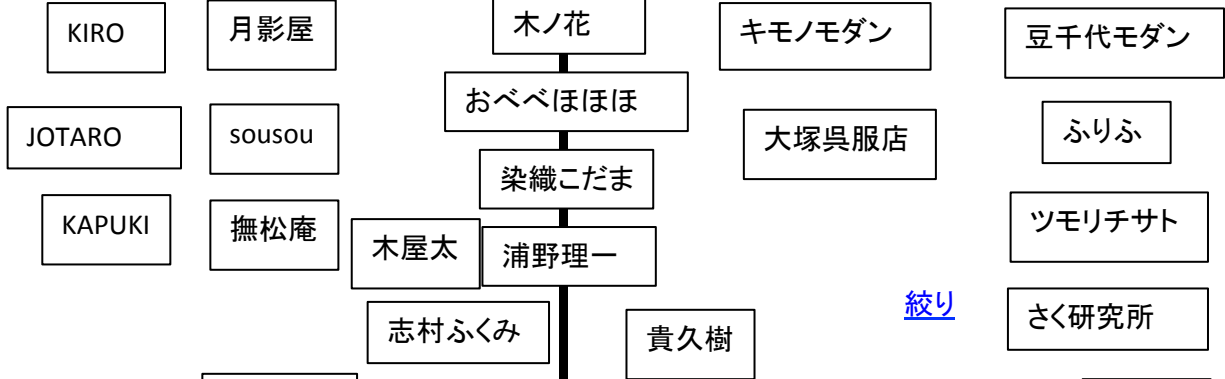 KIRO
月影屋
木ノ花
キモノモダン
豆千代モダン
おべべほほほ
JOTARO
sousou
大塚呉服店
ふりふ
染織こだま
KAPUKI
撫松庵
木屋太
浦野理一
ツモリチサト
絞り
さく研究所
志村ふくみ
貴久樹